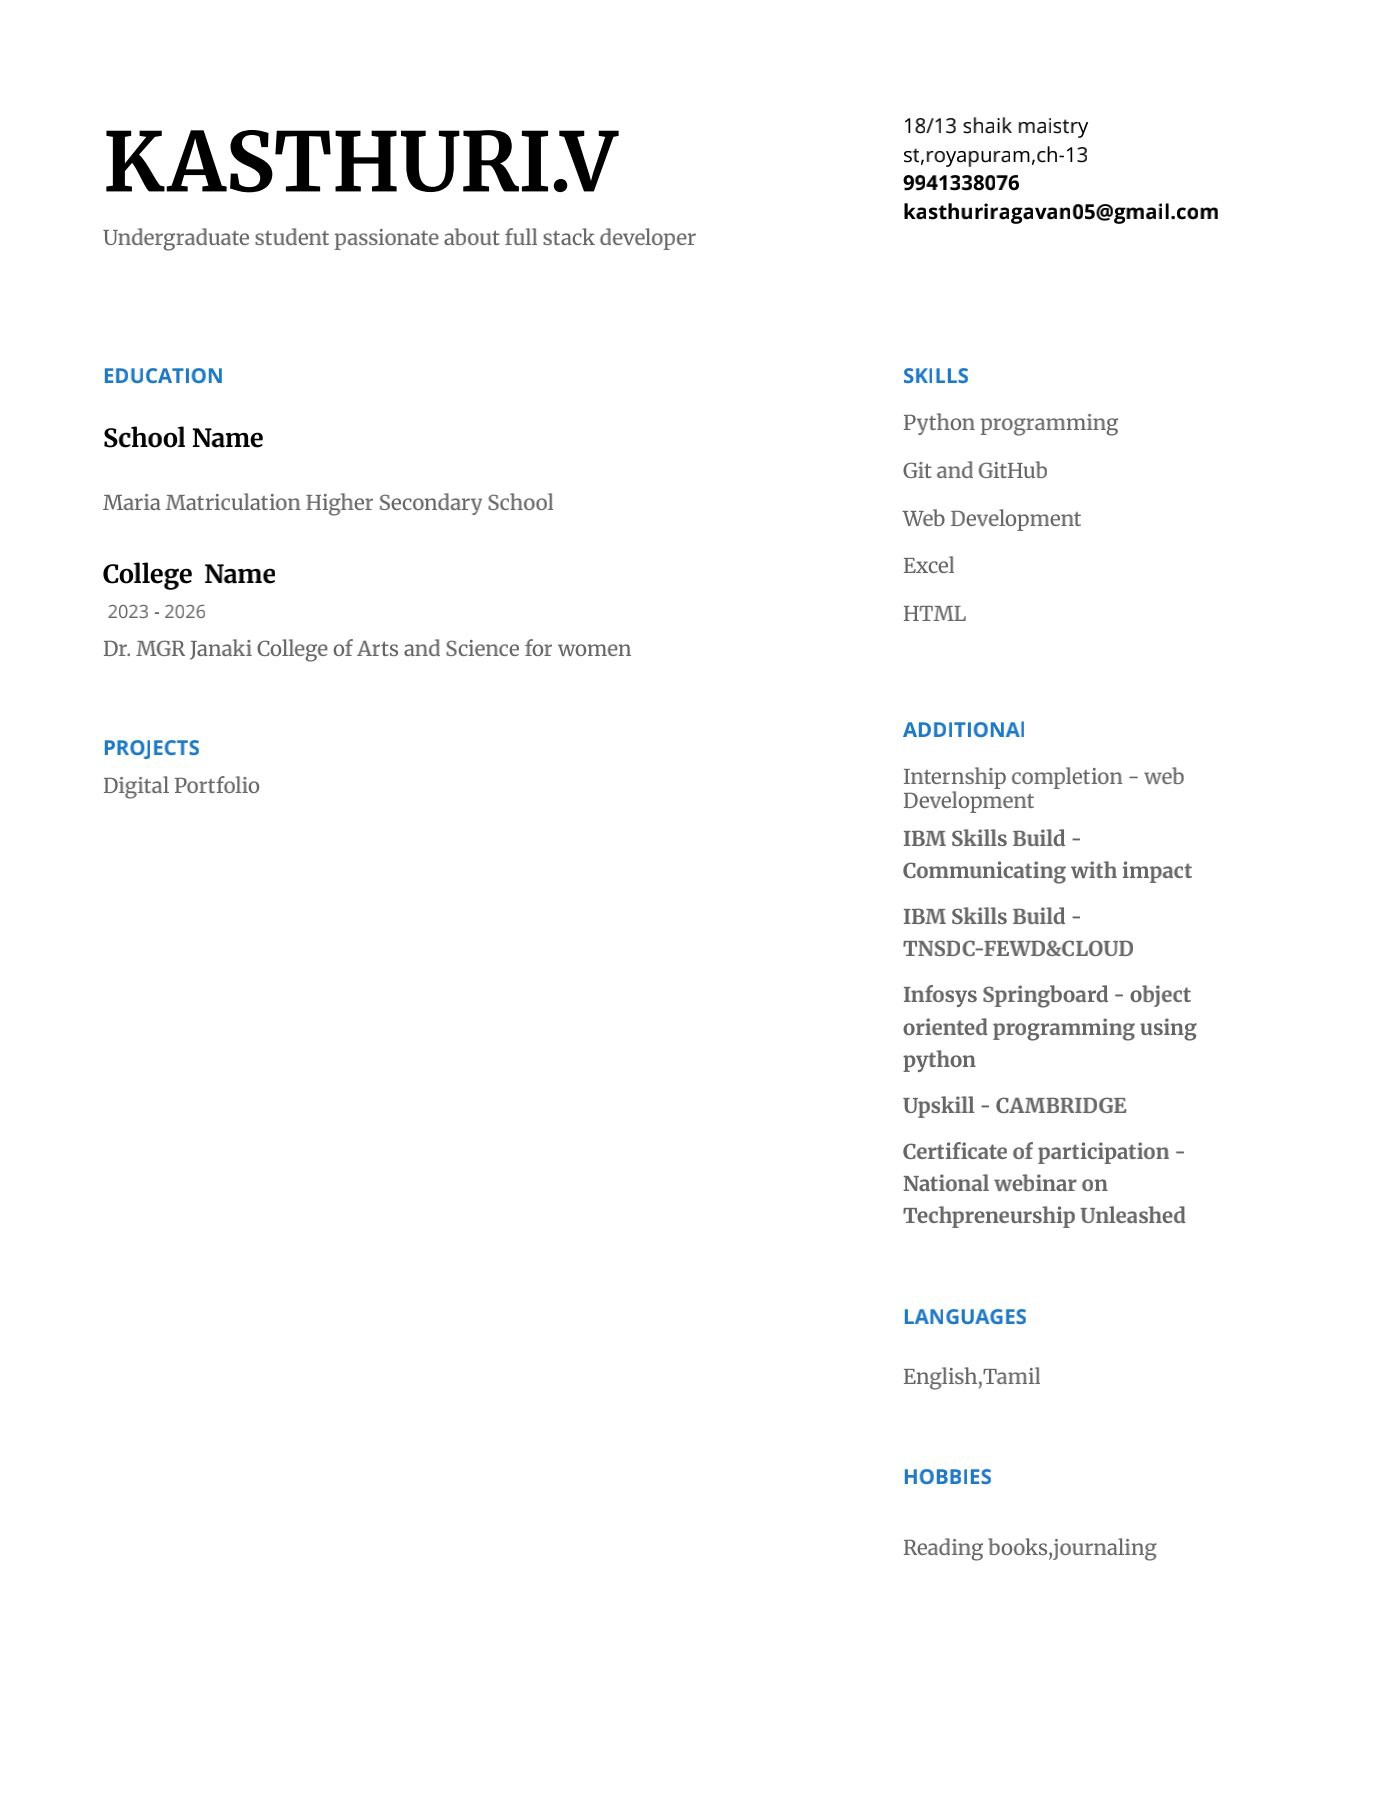 KASTHURI.V
Undergraduate student passionate about full stack developer
18/13 shaik maistry
st,royapuram,ch-13
9941338076
kasthuriragavan05@gmail.com
EDUCATION
School Name
Maria Matriculation Higher Secondary School
College  Name
2023 - 2026
Dr. MGR Janaki College of Arts and Science for women
PROJECTS
Digital Portfolio
SKILLS
Python programming
Git and GitHub
Web Development
Excel
HTML
ADDITIONAl
Internship completion - web
Development
IBM Skills Build -
Communicating with impact
IBM Skills Build -
TNSDC-FEWD&CLOUD
Infosys Springboard - object
oriented programming using
python
Upskill - CAMBRIDGE
Certificate of participation -
National webinar on
Techpreneurship Unleashed
LANGUAGES
English,Tamil
HOBBIES
Reading books,journaling